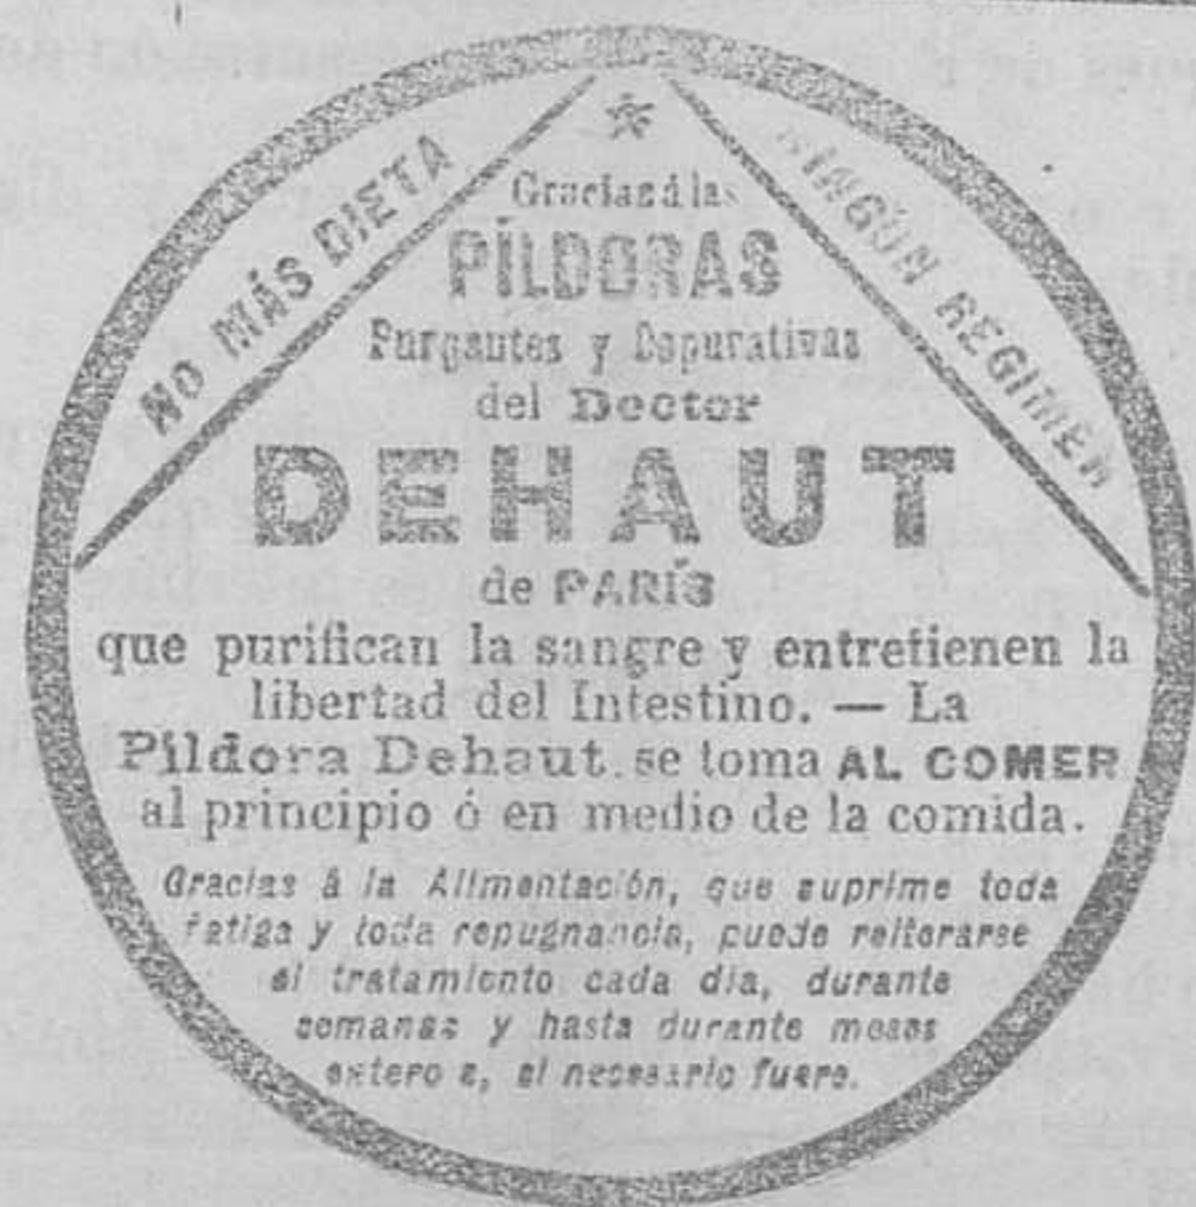 NO MÁS DIETA
NINGÚN REGIMEN
Gracias á las
PÍLDORAS
Purgantes y Depurativas
del Doctor
DEHAUT
de PARÍS
que purifican la sangre y entretienen la
libertad del Intestino. — La
Píldora Dehaut se toma AL COMER
al principio ó en medio de la comida.
Gracias á la Alimentación, que suprime toda
fatiga y toda repugnancia, puede reiterarse
el tratamiento cada dia, durante
semanas y hasta durante meses
enteros, si necesario fuere.